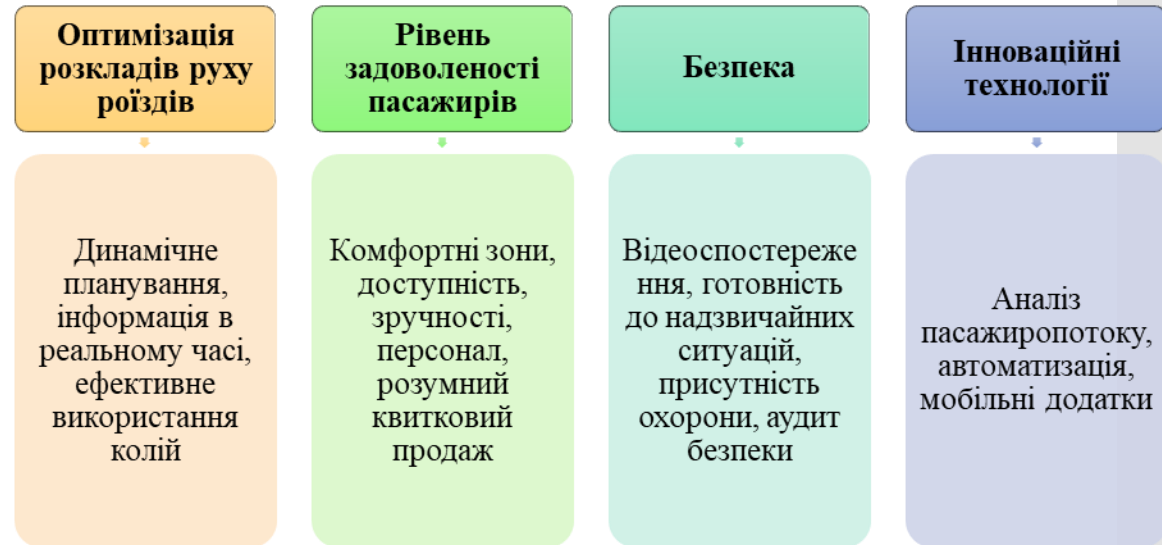 Оптимізація
розкладів руху
роїздів
Динамічне
планування,
інформація в
реальному часі,
ефективне
використання
колій
Рівень
задоволеності
пасажирів
Комфортні зони,
доступність,
зручності,
персонал,
розумний
квитковий
продаж
Безпека
Відеоспостереже
ння, готовність
до надзвичайних
ситуацій,
присутність
охорони, аудит
безпеки
Інноваційні
технології
Аналіз
пасажиропотоку,
автоматизація,
мобільні додатки